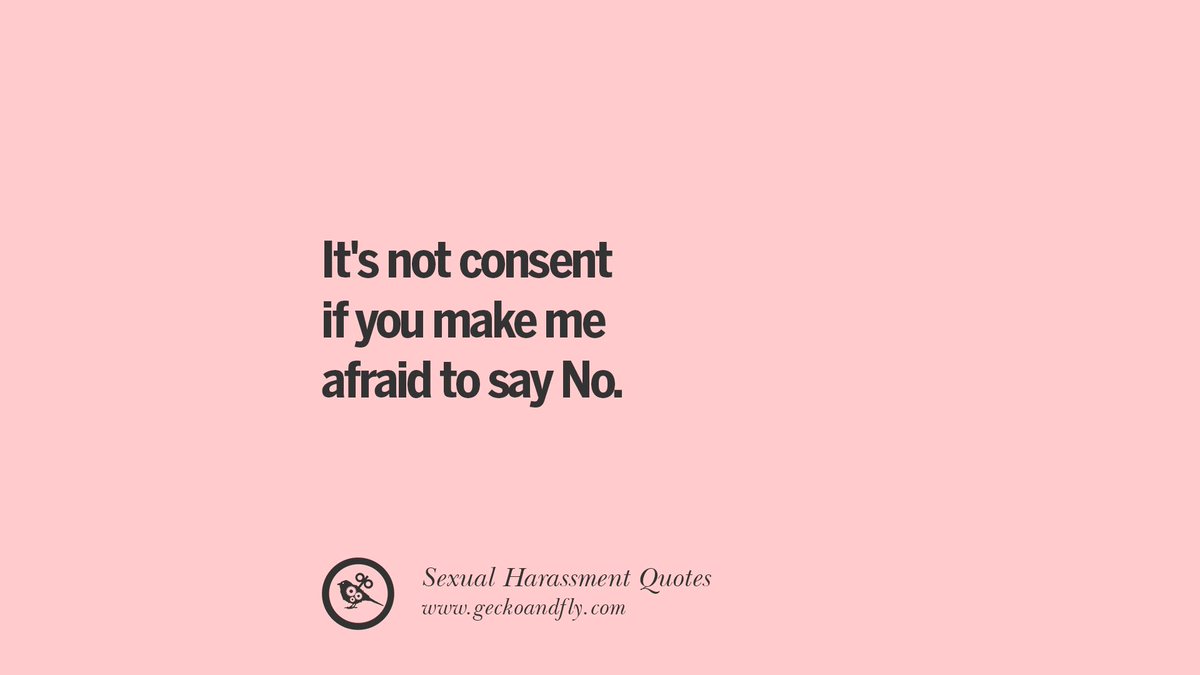 It's not consent
if you make me
afraid to say No.
Sexual Harassment Quotes
www.geckoandfly.com